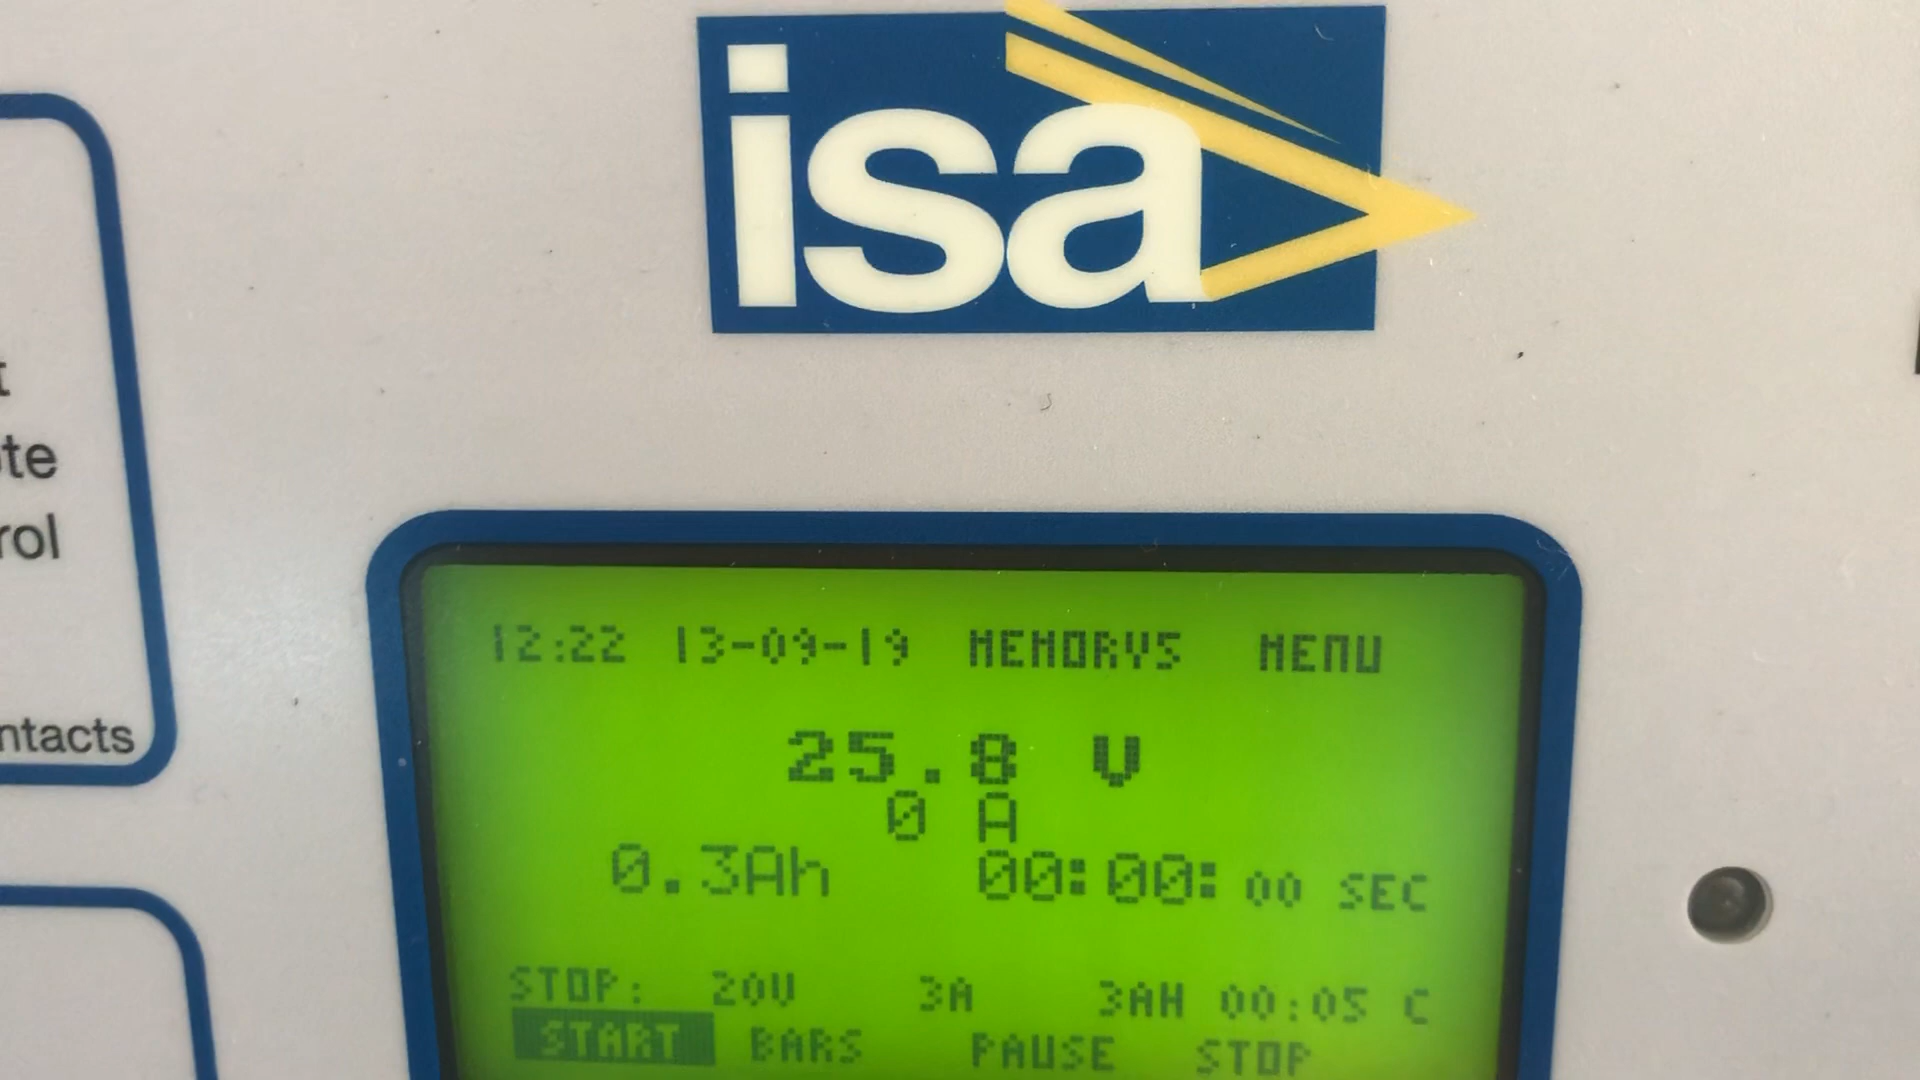 isa
ote
rol
ntacts
12:22 13-09-19 MEMORYS MENU
25.8 V
0 A
0.3Ah 00:00:00 SEC
STOP: 20V 3A 3AH 00:05 C
START BARS PAUSE STOP